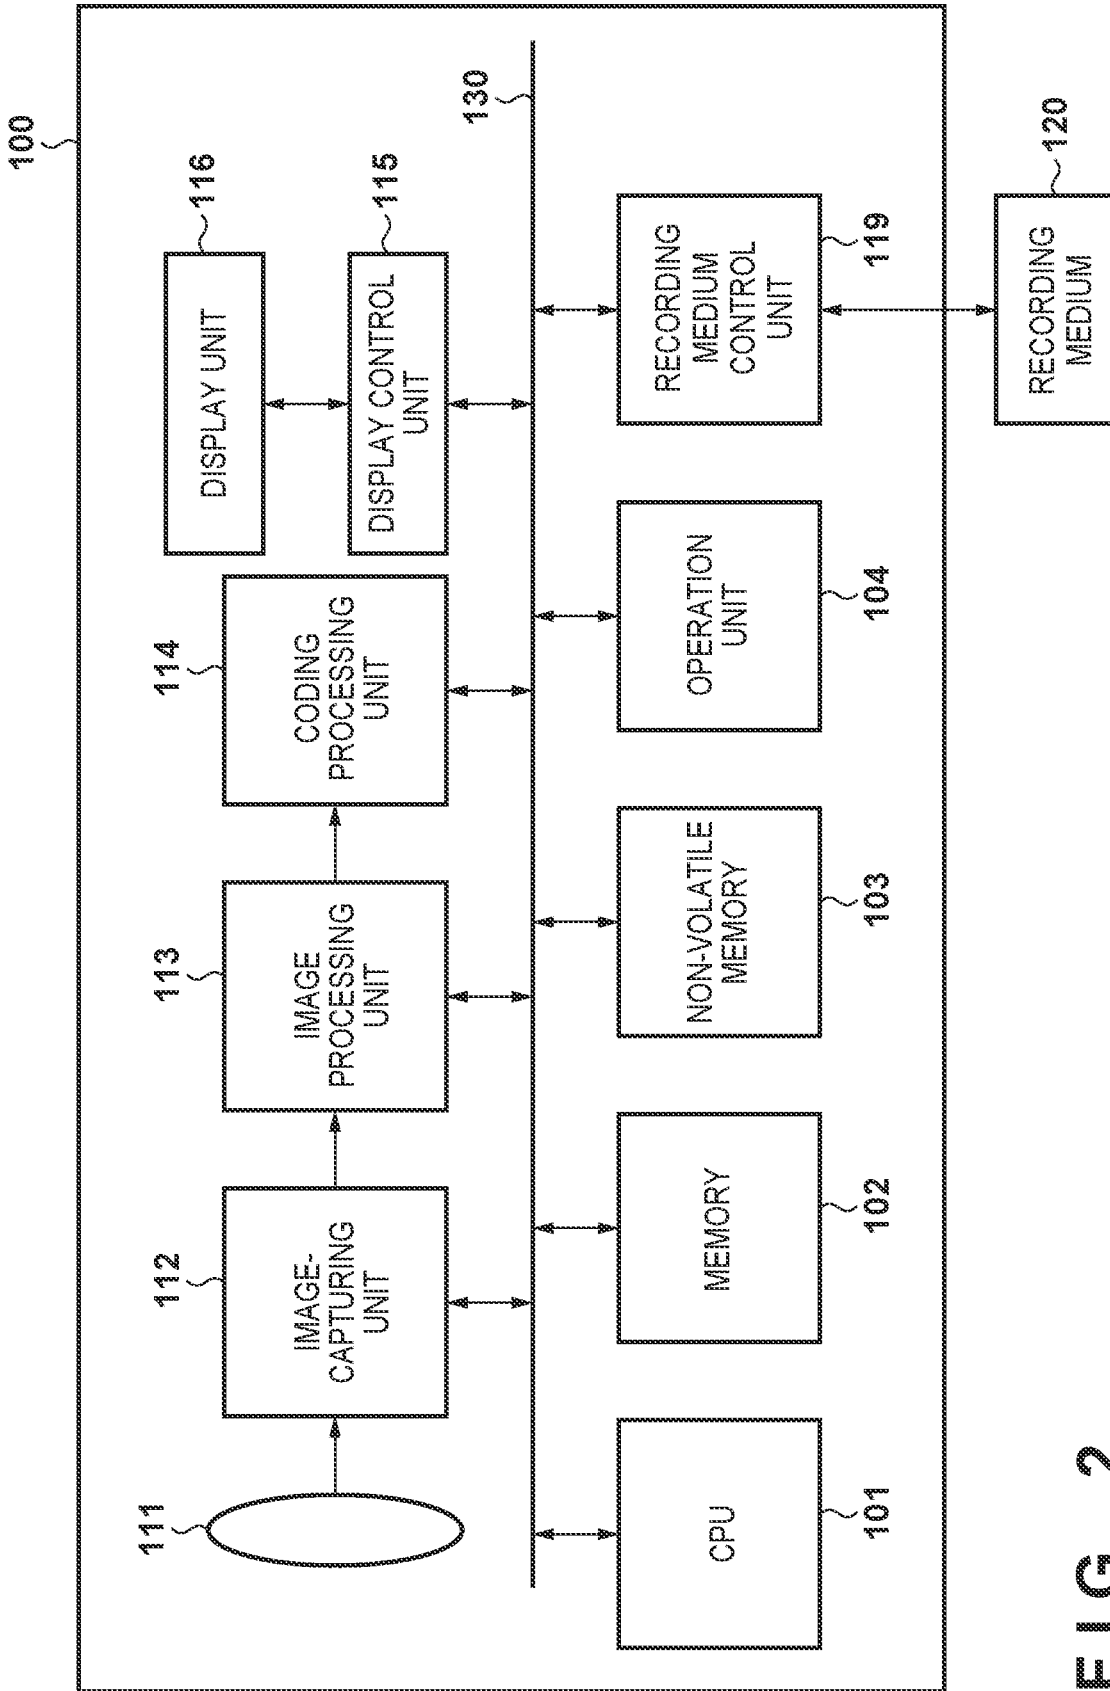 100
116
DISPLAY UNIT
115
DISPLAY CONTROL
UNIT
114
CODING
PROCESSING
UNIT
113
IMAGE
PROCESSING
UNIT
112
IMAGE-
CAPTURING
UNIT
111
130
CPU
101
MEMORY
102
NON-VOLATILE
MEMORY
103
OPERATION
UNIT
104
RECORDING
MEDIUM
CONTROL
UNIT
119
RECORDING
MEDIUM
120
FIG. 2